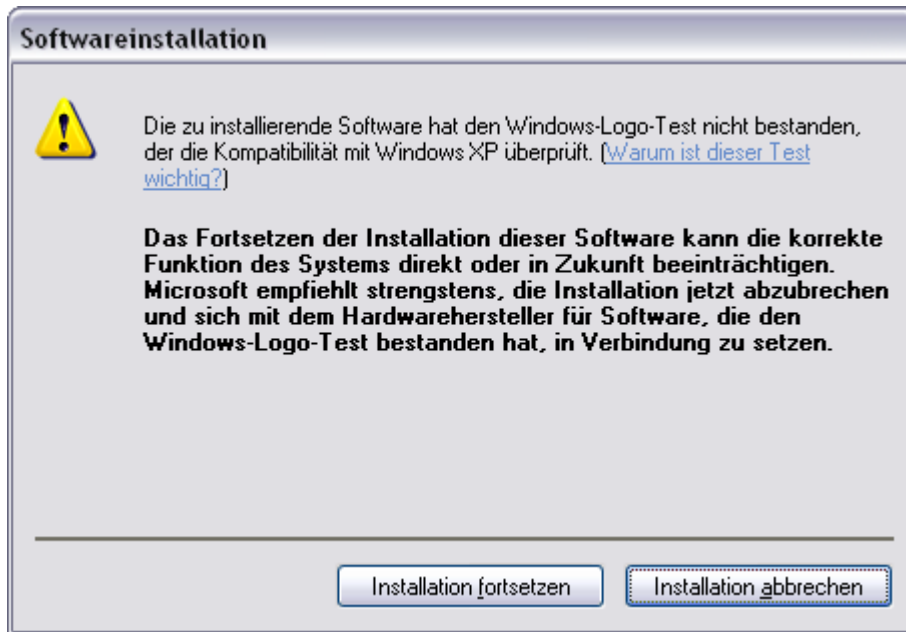 Softwareinstallation
Die zu installierende Software hat den Windows-Logo-Test nicht bestanden,
der die Kompatibilität mit Windows XP überprüft. (Warum ist dieser Test
wichtig?)
Das Fortsetzen der Installation dieser Software kann die korrekte
Funktion des Systems direkt oder in Zukunft beeinträchtigen.
Microsoft empfiehlt strengstens, die Installation jetzt abzubrechen
und sich mit dem Hardwarehersteller für Software, die den
Windows-Logo-Test bestanden hat, in Verbindung zu setzen.
Installation fortsetzen
Installation abbrechen